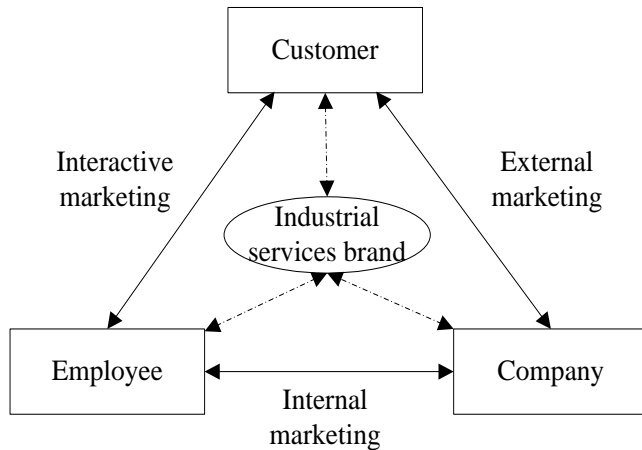 Customer
Interactive
marketing
External
marketing
Industrial
services brand
Employee
Company
Internal
marketing